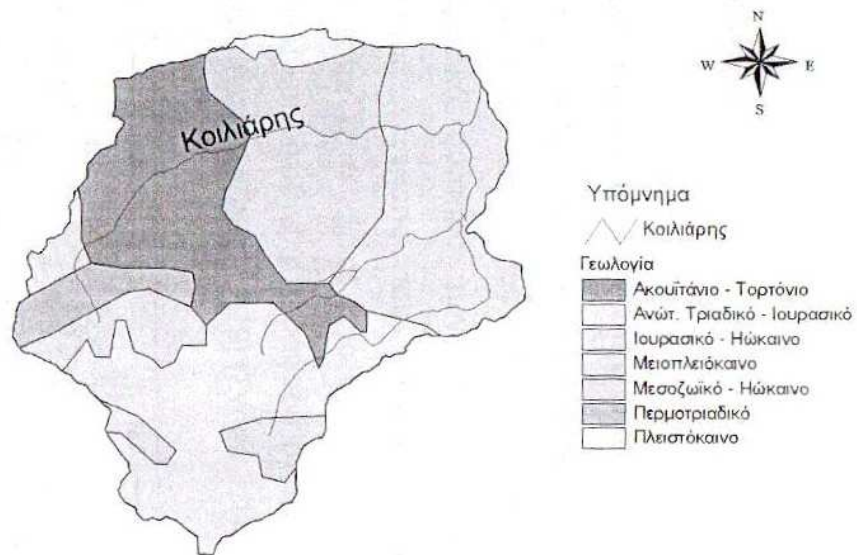 N
W E
S
Κοιλιάρης
Υπόμνημα
Κοιλιάρης
Γεωλογία
Ακουϊτάνιο - Τορτόνιο
Ανώτ. Τριαδικό - Ιουρασικό
Ιουρασικό - Ηώκαινο
Μειοπλειόκαινο
Μεσοζωϊκό - Ηώκαινο
Περμοτριαδικό
Πλειστόκαινο